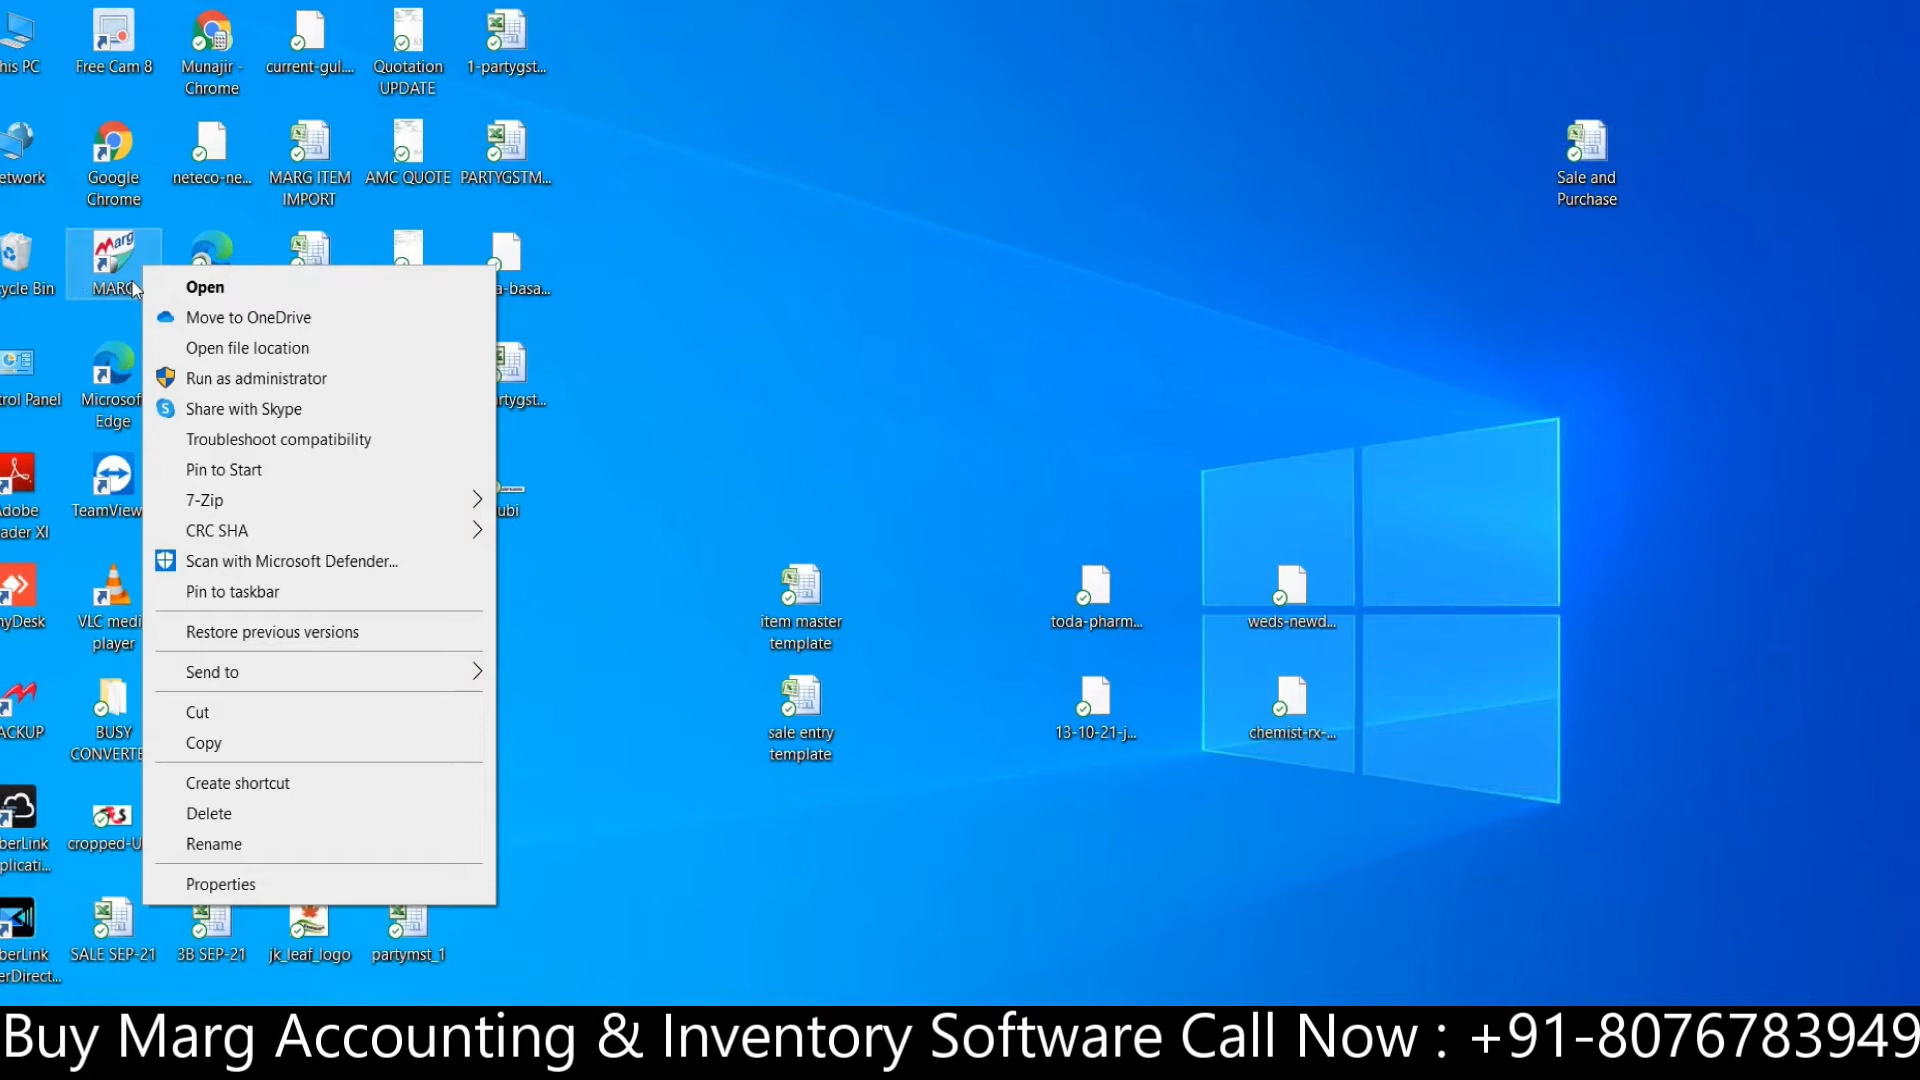 his PC
Free Cam 8
Munajir -
Chrome
current-gul....
Quotation
UPDATE
1-partygst...
etwork
Google
Chrome
neteco-ne...
MARG ITEM
IMPORT
AMC QUOTE
PARTYGSTM...
Sale and
Purchase
ycle Bin
Marg
MARG
a-basa...
Open
Move to OneDrive
Open file location
Run as administrator
Share with Skype
Troubleshoot compatibility
Pin to Start
7-Zip
CRC SHA
Scan with Microsoft Defender...
Pin to taskbar
Restore previous versions
Send to
Cut
Copy
Create shortcut
Delete
Rename
Properties
trol Panel
Microsof
Edge
rtygst...
Adobe
ader XI
TeamView
ubi
nyDesk
VLC medi
player
item master
template
toda-pharm...
weds-newd...
ACKUP
BUSY
CONVERTE
sale entry
template
13-10-21-j...
chemist-rx-...
berLink
plicati...
cropped-U
berLink
erDirect...
SALE SEP-21
3B SEP-21
jk_leaf_logo
partymst_1
Buy Marg Accounting & Inventory Software Call Now : +91-8076783949